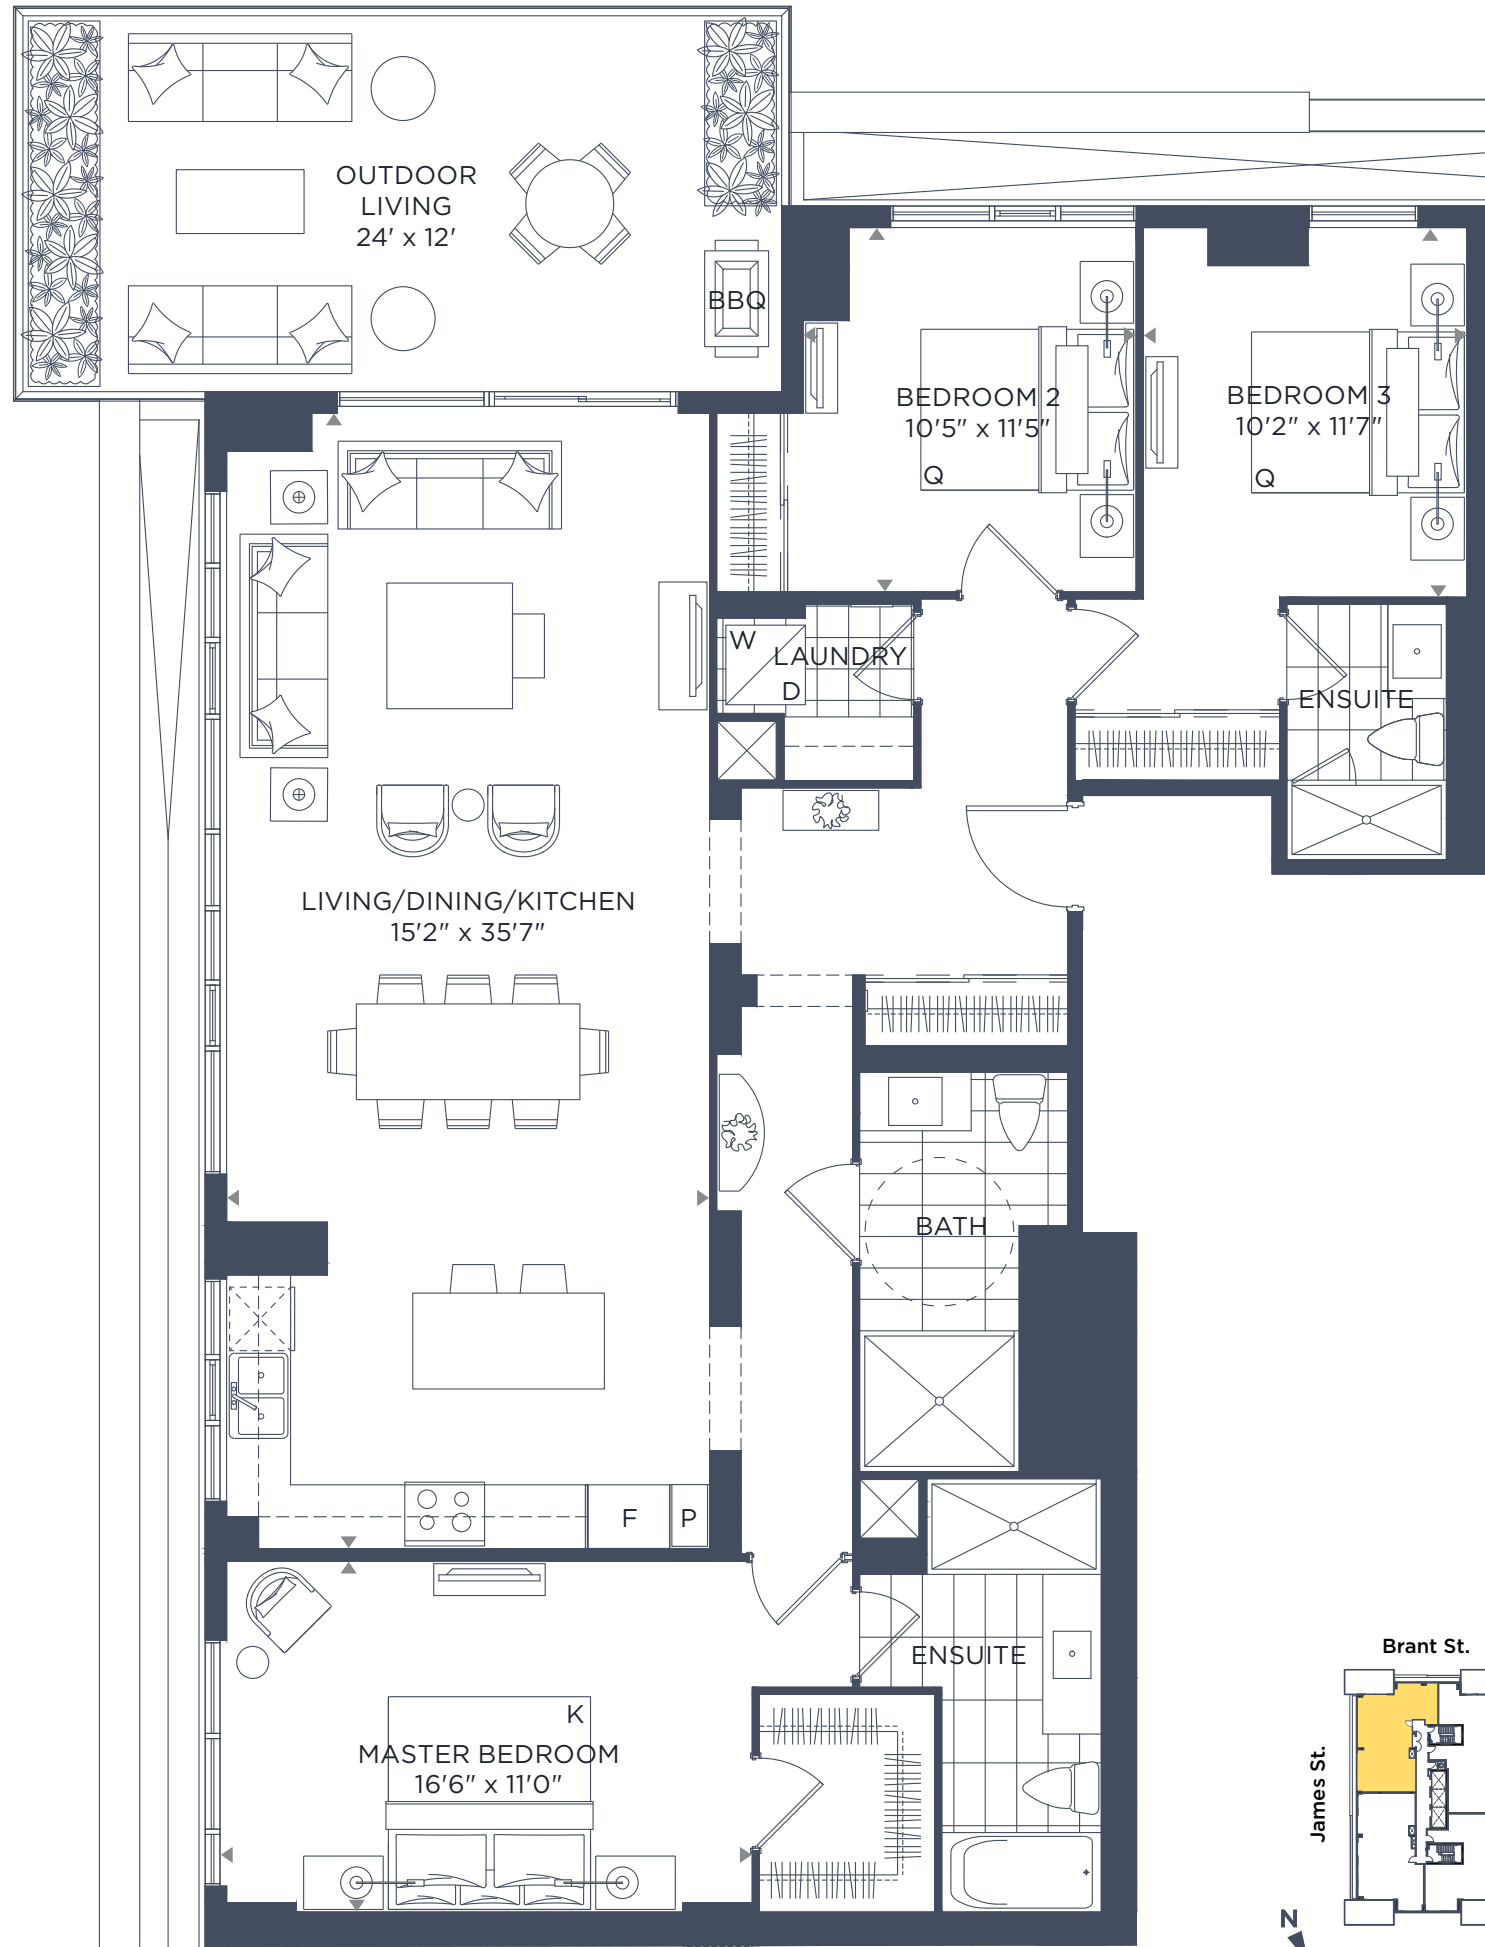 OUTDOOR
LIVING
24' x 12'
BBQ
BEDROOM 2
10'5" x 11'5"
Q
BEDROOM 3
10'2" x 11'7"
Q
W
LAUNDRY
D
ENSUITE
LIVING/DINING/KITCHEN
15'2" x 35'7"
BATH
F
P
ENSUITE
K
MASTER BEDROOM
16'6" x 11'0"
Brant St.
James St.
N